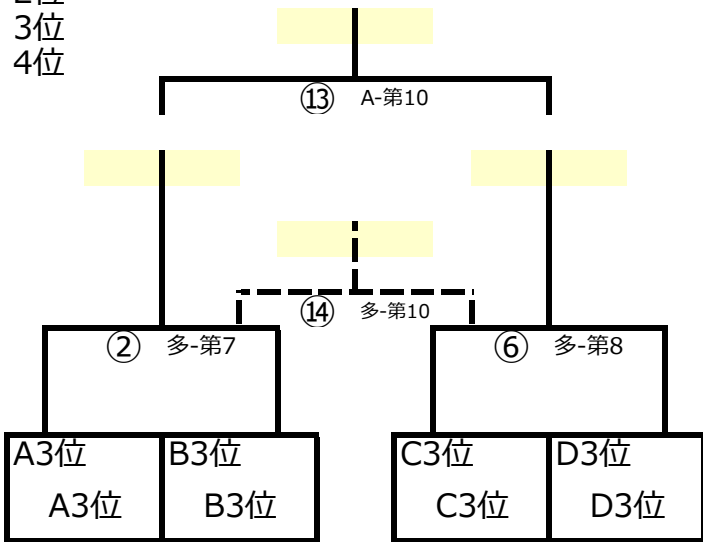 3位
4位
⑬ A-第10
⑭ 多-第10
② 多-第7
⑥ 多-第8
A3位 B3位 C3位 D3位
A3位 B3位 C3位 D3位